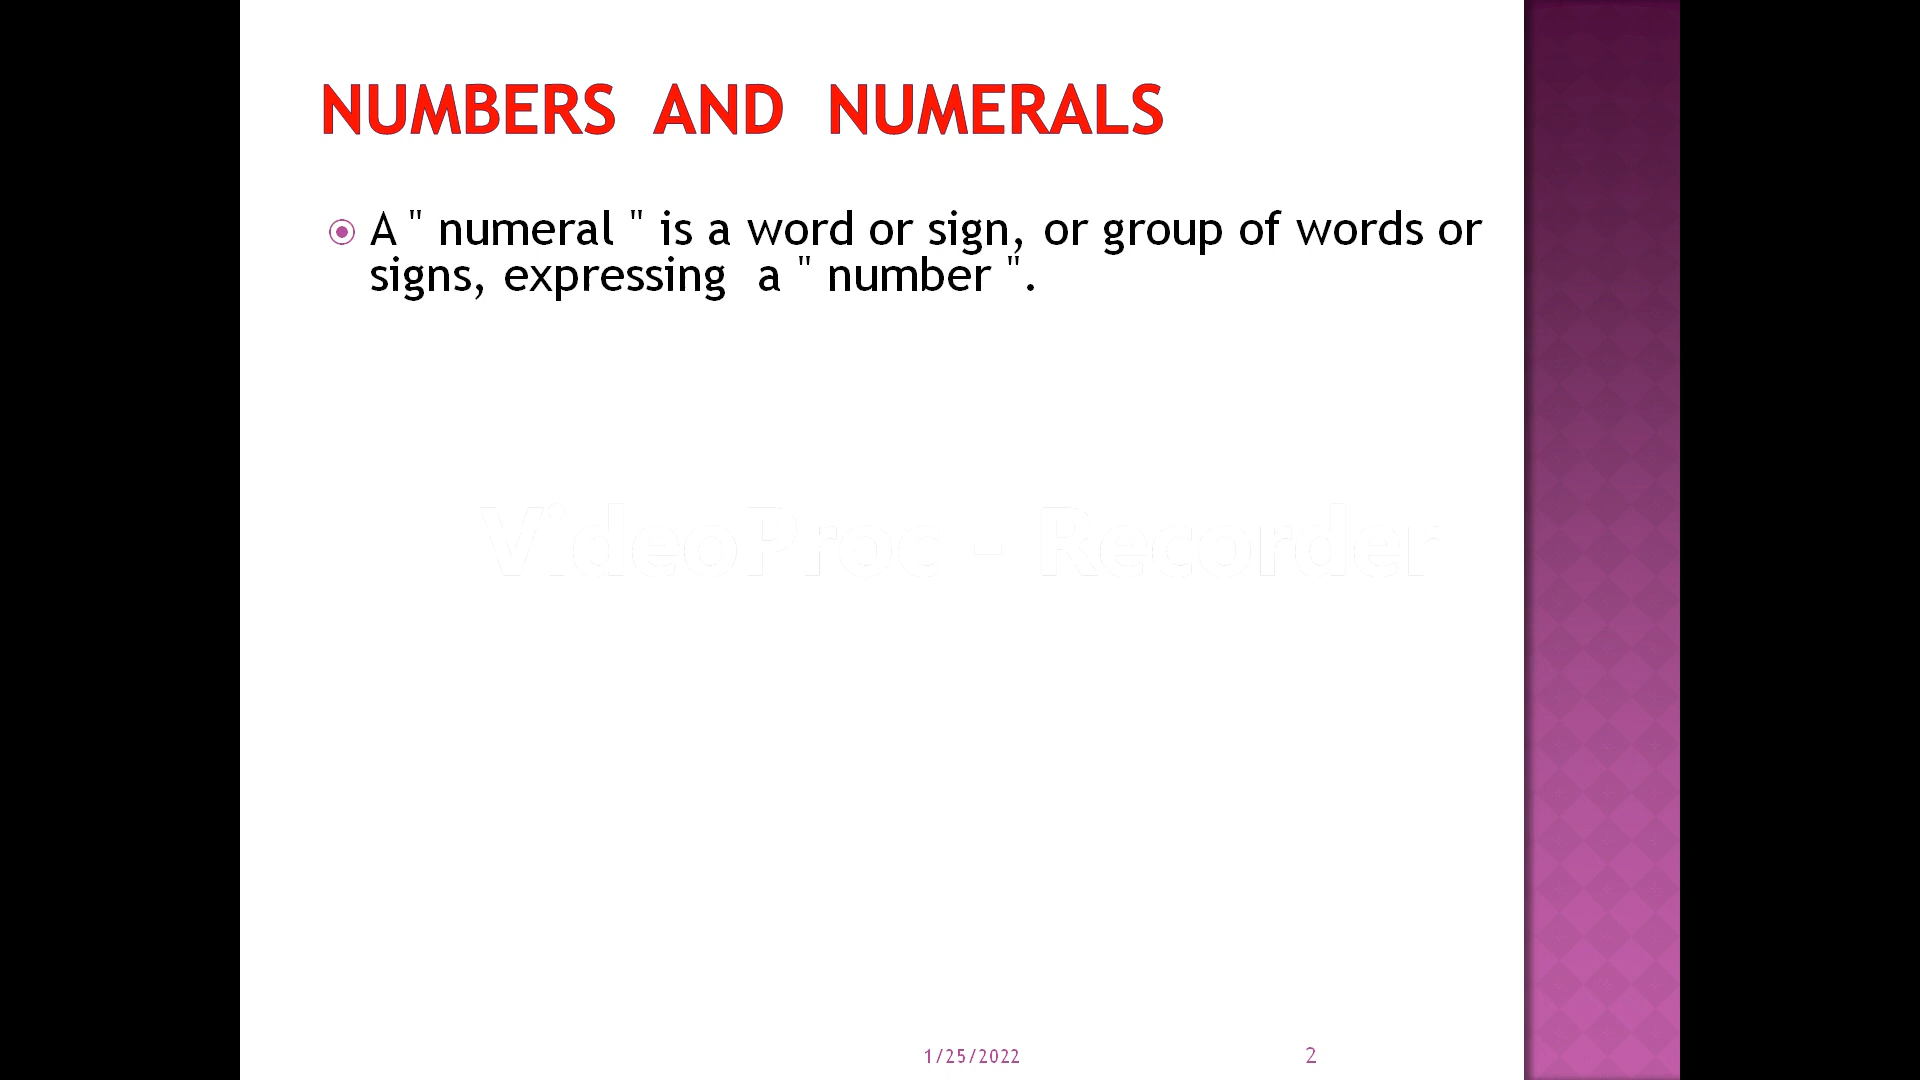 NUMBERS AND NUMERALS
A " numeral " is a word or sign, or group of words or
signs, expressing a " number ".
VideoProc - Recorder
1/25/2022
2